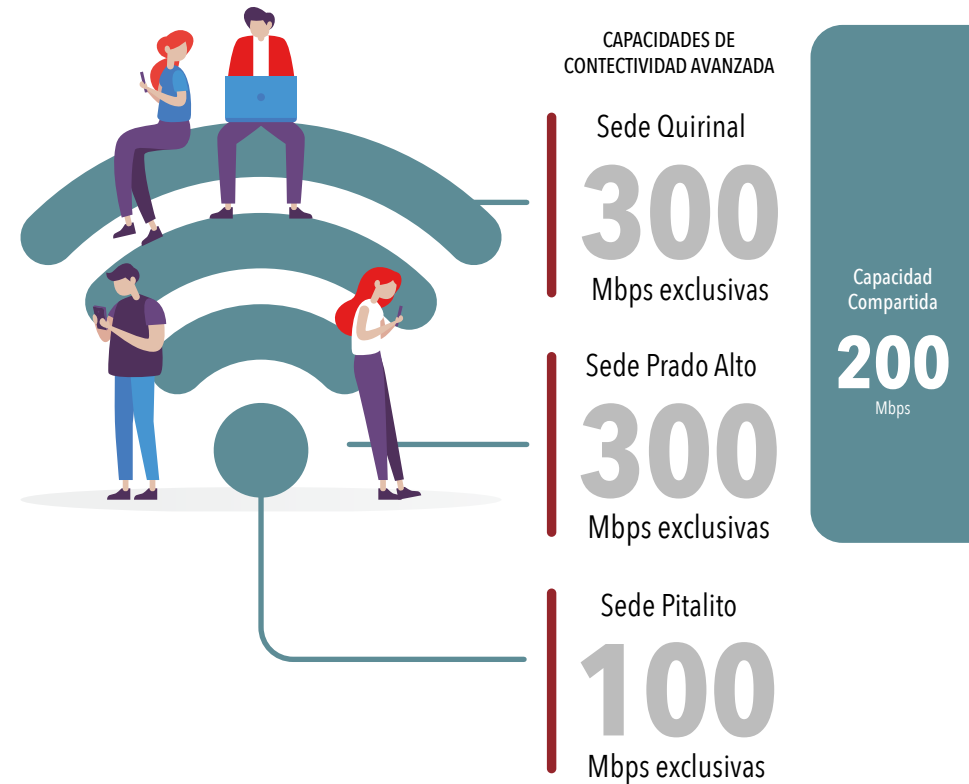 CAPACIDADES DE
CONTECTIVIDAD AVANZADA
Sede Quirinal
300
Mbps exclusivas
Sede Prado Alto
300
Mbps exclusivas
Sede Pitalito
100
Mbps exclusivas
Capacidad
Compartida
200
Mbps